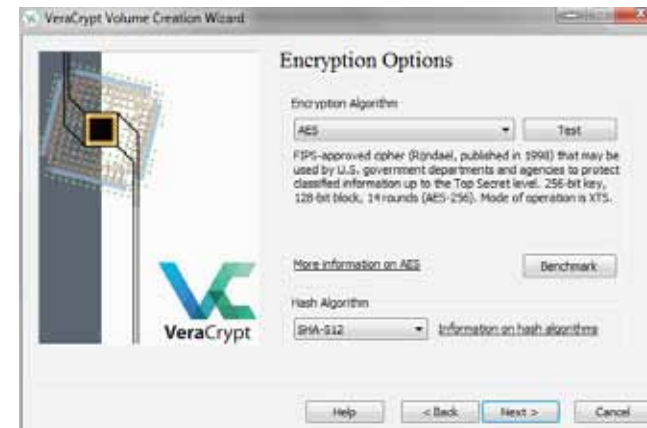 VeraCrypt Volume Creation Wizard
Encryption Options
Encryption Algorithm
AES
Test
FIPS-approved cipher (Rijndael, published in 1998) that may be
used by U.S. government departments and agencies to protect
classified information up to the Top Secret level. 256-bit key,
128-bit block, 14 rounds (AES-256). Mode of operation is XTS.
More information on AES
Benchmark
Hash Algorithm
SHA-512
Information on hash algorithms
VeraCrypt
Help
< Back
Next >
Cancel